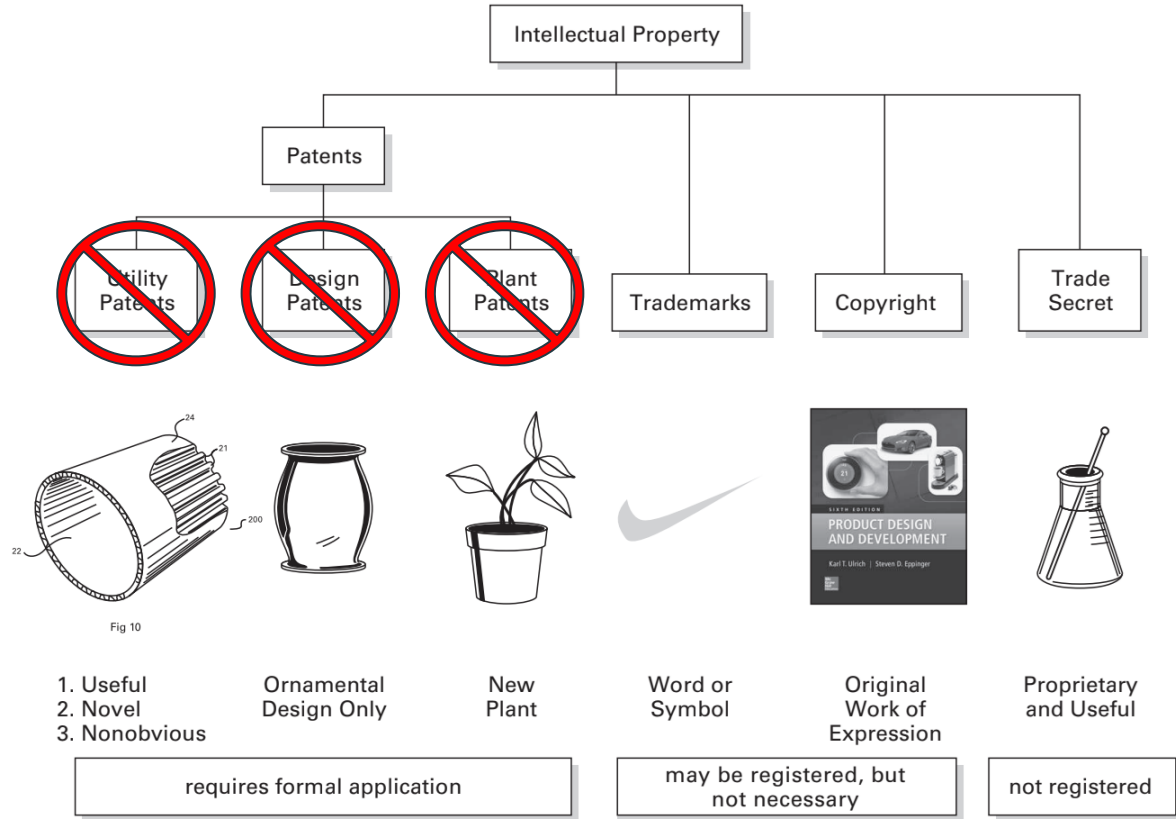 Intellectual Property
Patents
Utility
Patents
Design
Patents
Plant
Patents
Trademarks
Copyright
Trade
Secret
24
21
200
22
Fig 10
21
SIXTH EDITION
PRODUCT DESIGN
AND DEVELOPMENT
Karl T. Ulrich | Steven D. Eppinger
1. Useful
2. Novel
3. Nonobvious
Ornamental
Design Only
New
Plant
Word or
Symbol
Original
Work of
Expression
Proprietary
and Useful
requires formal application
may be registered, but
not necessary
not registered